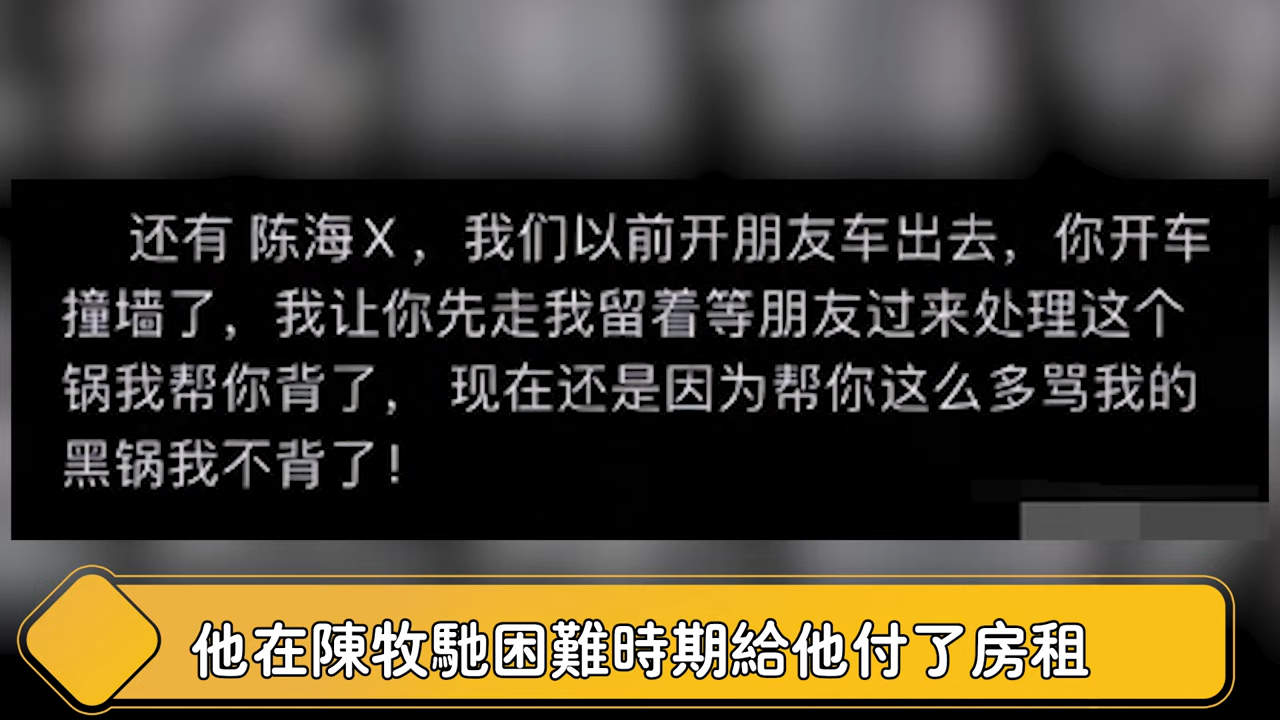 还有 陈海X，我们以前开朋友车出去，你开车
撞墙了，我让你先走我留着等朋友过来处理这个
锅我帮你背了， 现在还是因为帮你这么多骂我的
黑锅我不背了！
他在陳牧馳困難時期給他付了房租